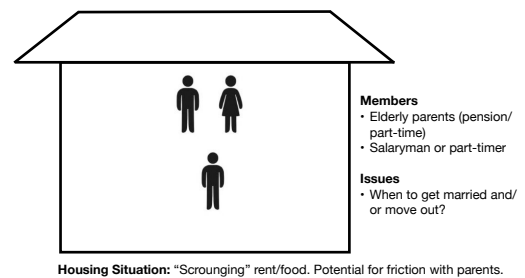 Members
• Elderly parents (pension/
part-time)
• Salaryman or part-timer
Issues
• When to get married and/
or move out?
Housing Situation: “Scrounging” rent/food. Potential for friction with parents.